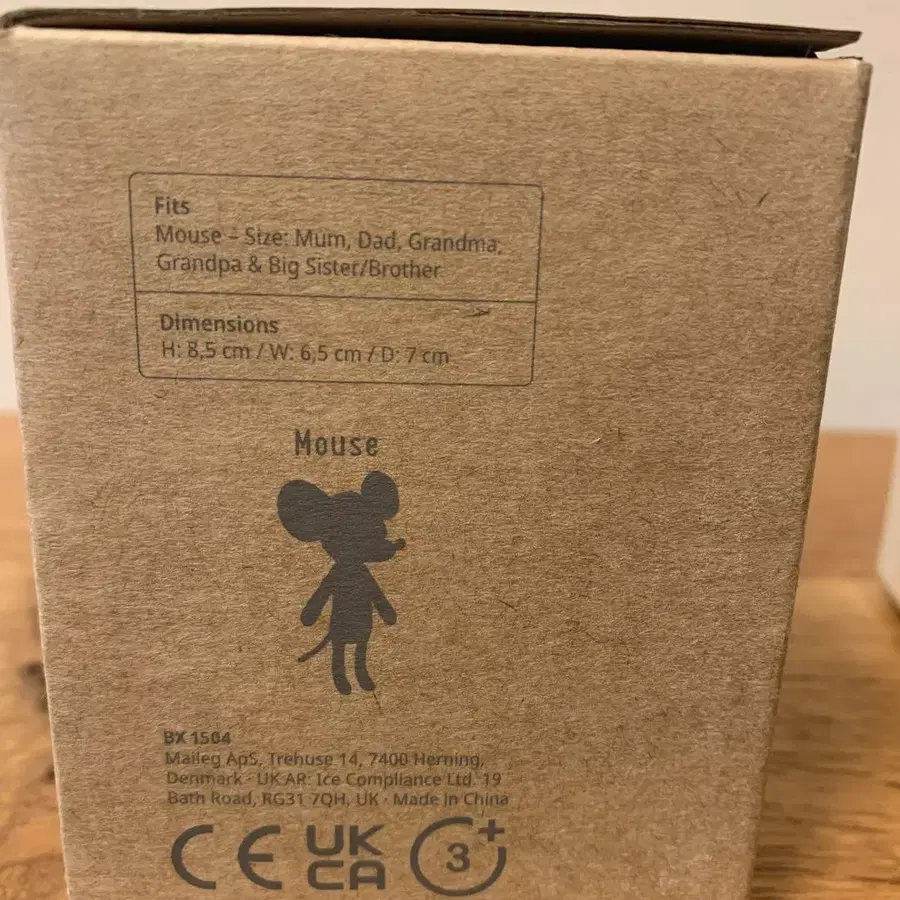 Fits
Mouse – Size: Mum, Dad, Grandma,
Grandpa & Big Sister/Brother
Dimensions
H: 8,5 cm / W: 6,5 cm / D: 7 cm
Mouse
BX 1504
Maileg ApS, Trehuse 14, 7400 Herning,
Denmark · UK AR: Ice Compliance Ltd. 19
Bath Road, RG31 7QH, UK · Made in China
CE UK
CA 3+